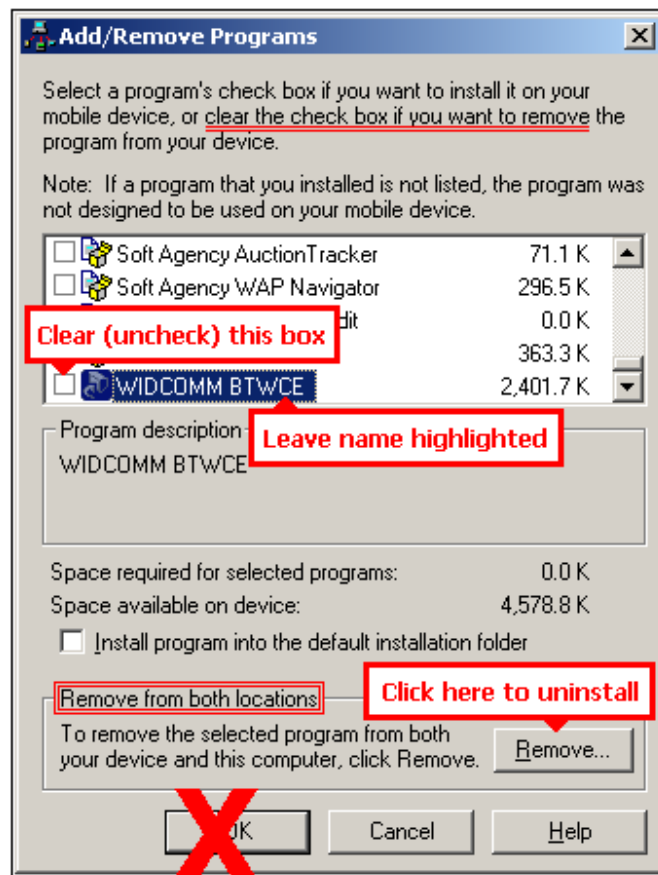 Add/Remove Programs
Select a program's check box if you want to install it on your
mobile device, or clear the check box if you want to remove the
program from your device.
Note: If a program that you installed is not listed, the program was
not designed to be used on your mobile device.
Soft Agency AuctionTracker 71.1 K
Soft Agency WAP Navigator 296.5 K
0.0 K
Clear (uncheck) this box
363.3 K
WIDCOMM BTWCE 2,401.7 K
Program description
Leave name highlighted
WIDCOMM BTWCE
Space required for selected programs: 0.0 K
Space available on device: 4,578.8 K
Install program into the default installation folder
Remove from both locations
Click here to uninstall
To remove the selected program from both
your device and this computer, click Remove.
Remove...
Cancel
Help